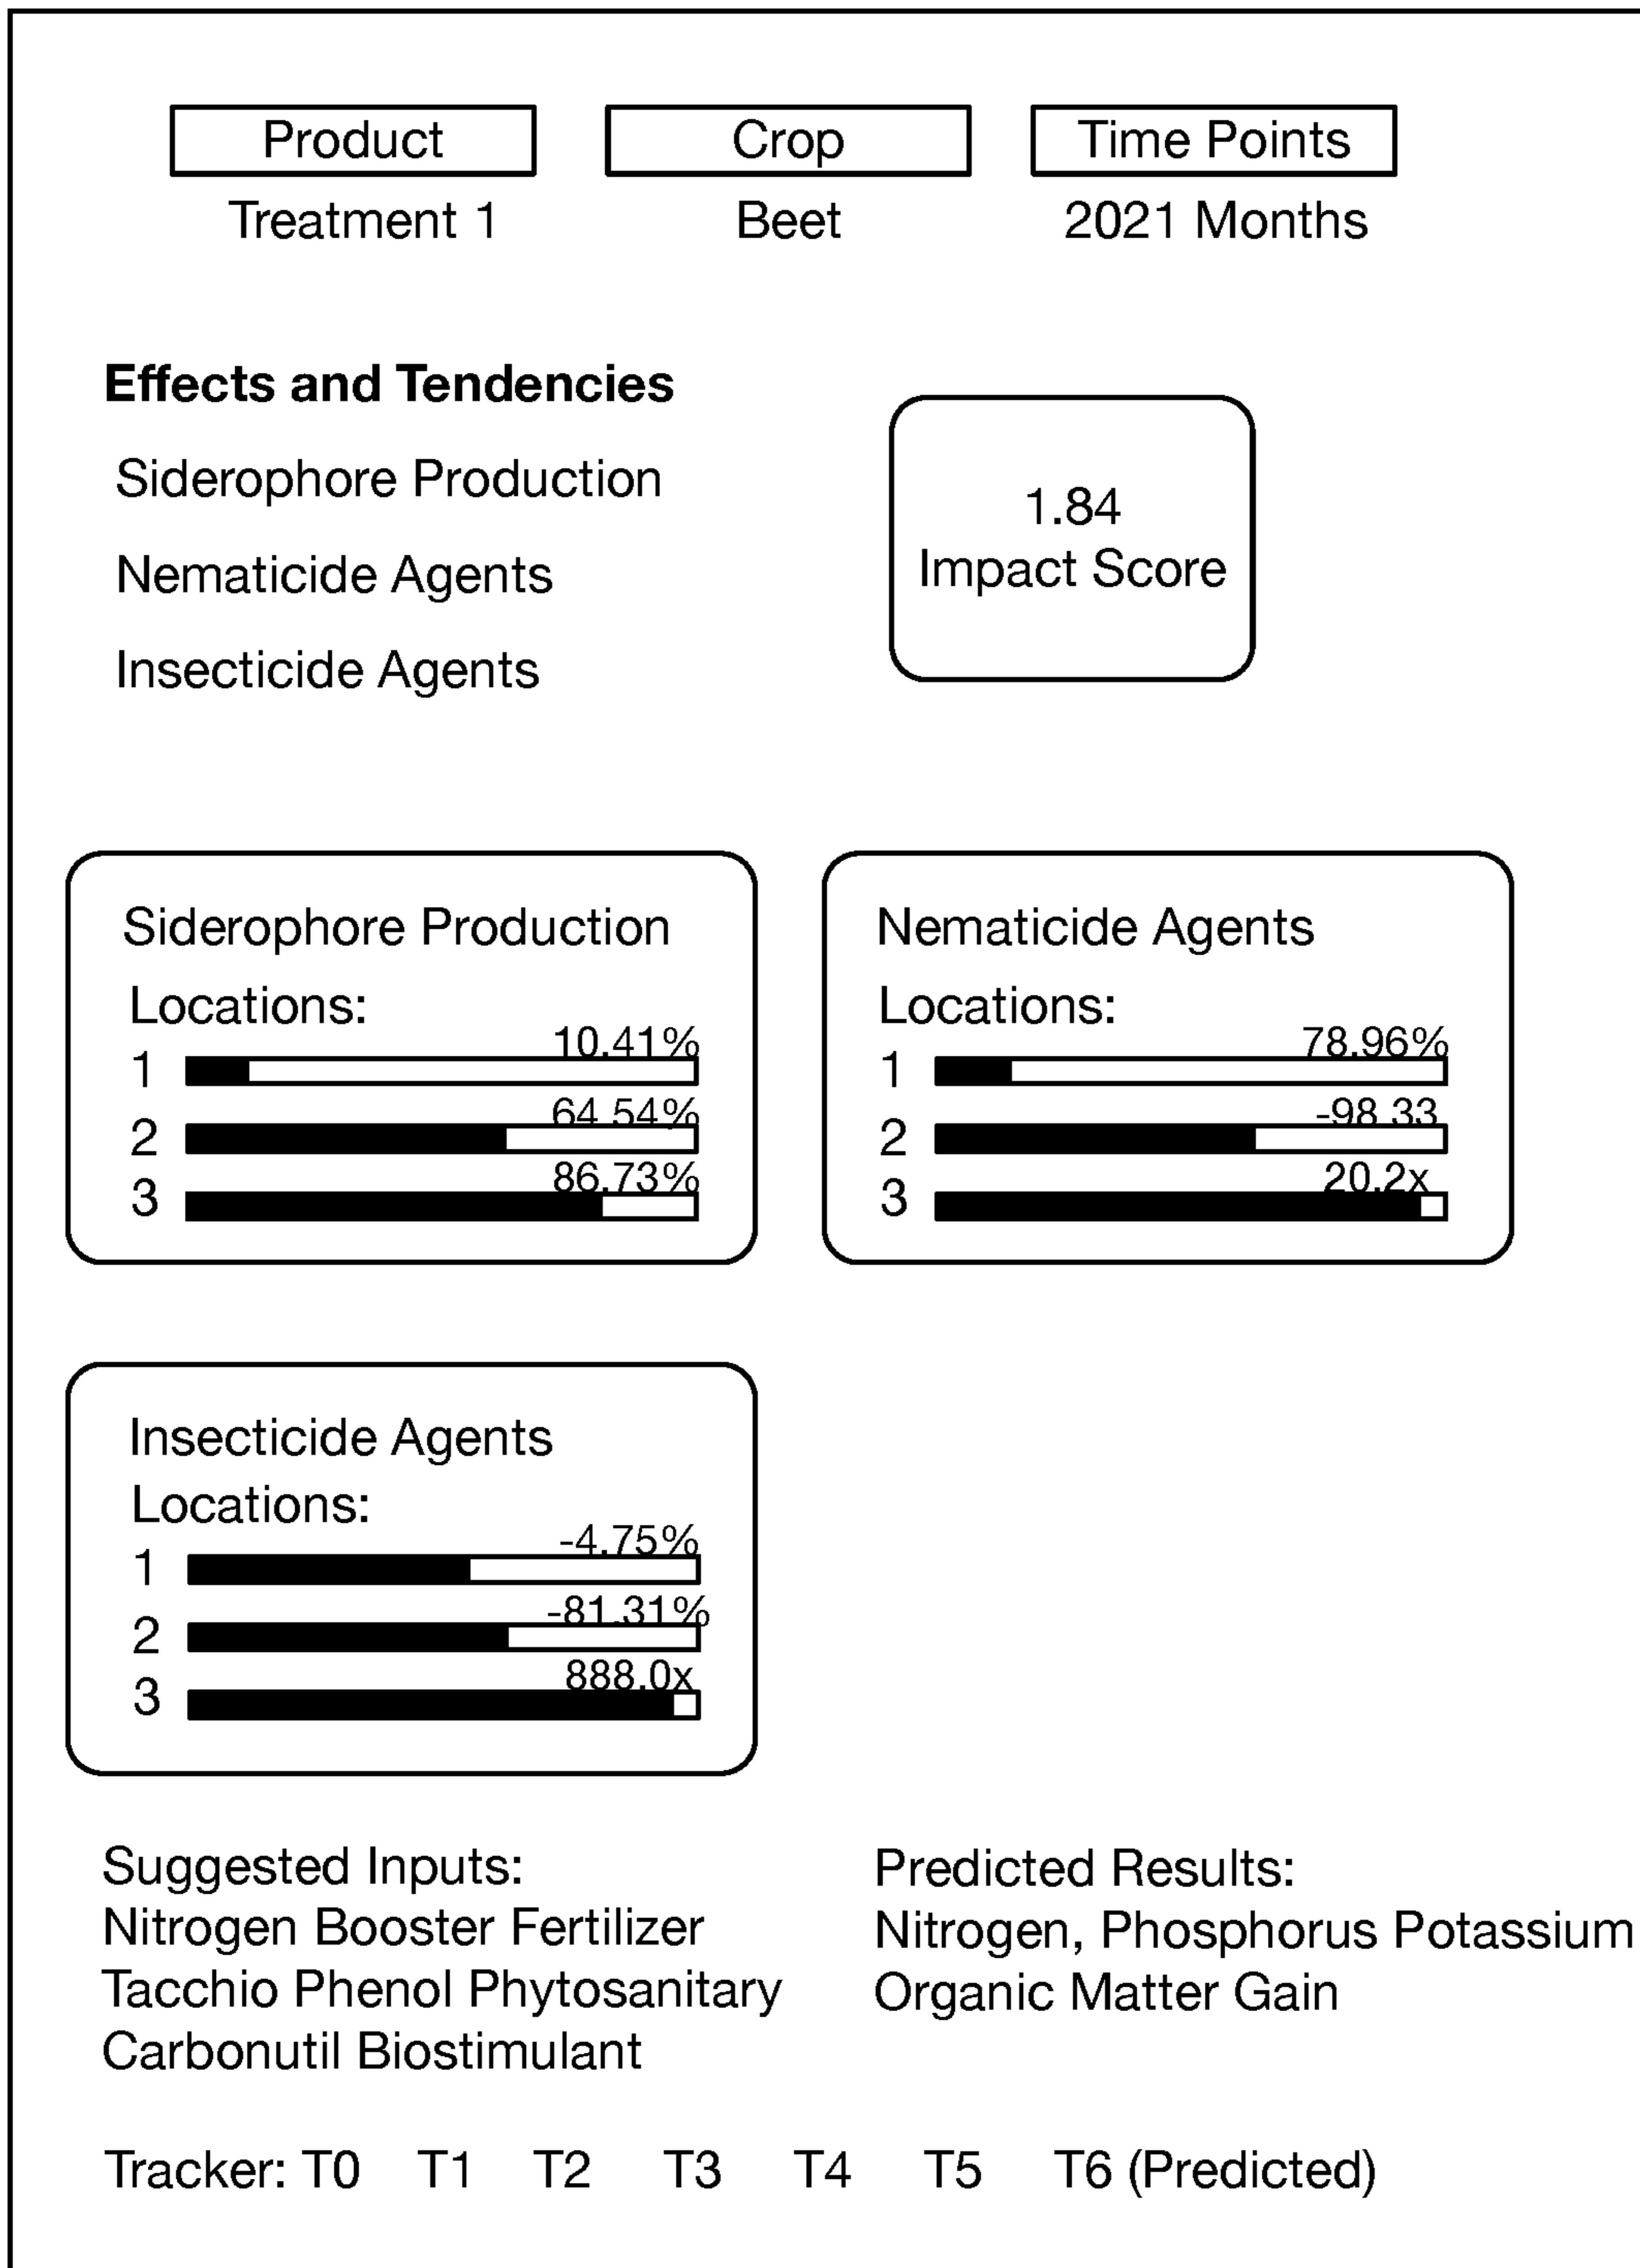 Product Crop Time Points
Treatment 1 Beet 2021 Months
Effects and Tendencies
Siderophore Production
Nematicide Agents
Insecticide Agents
1.84
Impact Score
Siderophore Production
Locations:
10.41%
1
64.54%
2
86.73%
3
Nematicide Agents
Locations:
78.96%
1
-98.33
2
20.2x
3
Insecticide Agents
Locations:
-4.75%
1
-81.31%
2
888.0x
3
Suggested Inputs:
Nitrogen Booster Fertilizer
Tacchio Phenol Phytosanitary
Carbonutil Biostimulant
Predicted Results:
Nitrogen, Phosphorus Potassium
Organic Matter Gain
Tracker: T0 T1 T2 T3 T4 T5 T6 (Predicted)